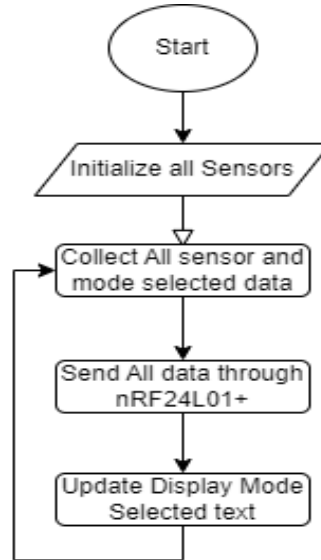 Start
Initialize all Sensors
Collect All sensor and
mode selected data
Send All data through
nRF24L01+
Update Display Mode
Selected text